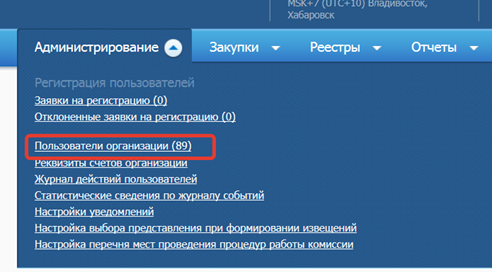 MSK+7 (UTC+10) Владивосток,
Хабаровск
Администрирование Закупки Реестры Отчеты
Регистрация пользователей
Заявки на регистрацию (0)
Отклоненные заявки на регистрацию (0)
Пользователи организации (89)
Реквизиты счетов организации
Журнал действий пользователей
Статистические сведения по журналу событий
Настройки уведомлений
Настройка выбора представления при формировании извещений
Настройка перечня мест проведения процедур работы комиссии